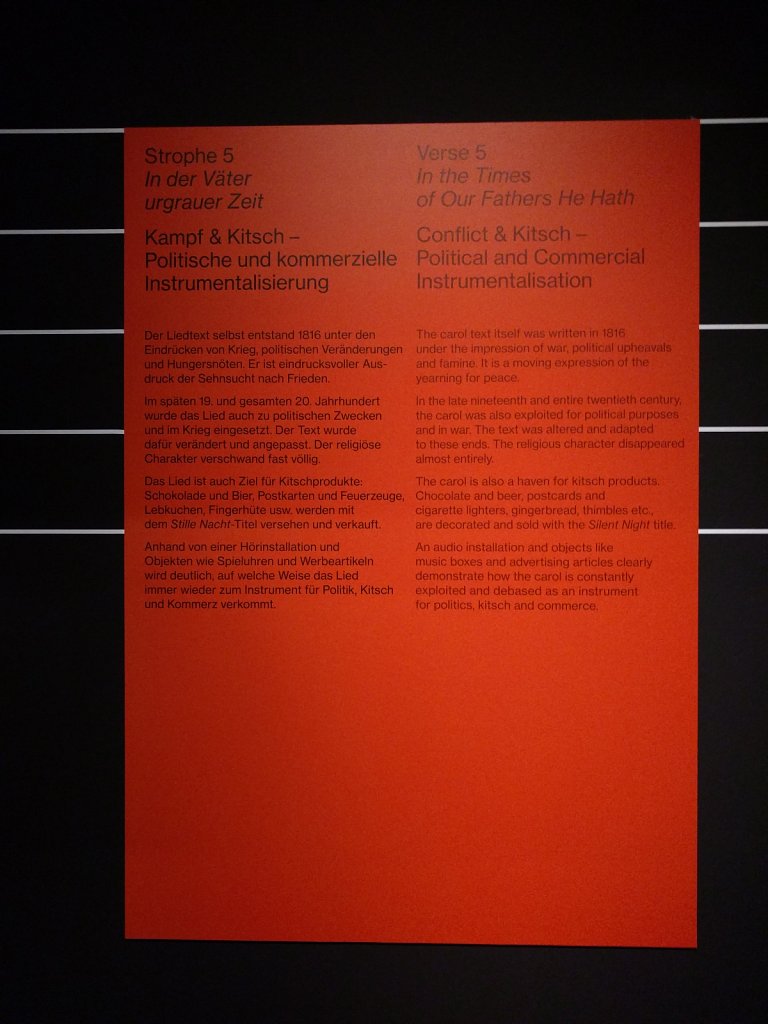 Strophe 5
In der Väter
urgrauer Zeit
Kampf & Kitsch –
Politische und kommerzielle
Instrumentalisierung
Der Liedtext selbst entstand 1816 unter den
Eindrücken von Krieg, politischen Veränderungen
und Hungersnöten. Er ist eindrucksvoller Aus-
druck der Sehnsucht nach Frieden.
Im späten 19. und gesamten 20. Jahrhundert
wurde das Lied auch zu politischen Zwecken
und im Krieg eingesetzt. Der Text wurde
dafür verändert und angepasst. Der religiöse
Charakter verschwand fast völlig.
Das Lied ist auch Ziel für Kitschprodukte:
Schokolade und Bier, Postkarten und Feuerzeuge,
Lebkuchen, Fingerhüte usw. werden mit
dem Stille Nacht-Titel versehen und verkauft.
Anhand von einer Hörinstallation und
Objekten wie Spieluhren und Werbeartikeln
wird deutlich, auf welche Weise das Lied
immer wieder zum Instrument für Politik, Kitsch
und Kommerz verkommt.
Verse 5
In the Times
of Our Fathers He Hath
Conflict & Kitsch –
Political and Commercial
Instrumentalisation
The carol text itself was written in 1816
under the impression of war, political upheavals
and famine. It is a moving expression of the
yearning for peace.
In the late nineteenth and entire twentieth century,
the carol was also exploited for political purposes
and in war. The text was altered and adapted
to these ends. The religious character disappeared
almost entirely.
The carol is also a haven for kitsch products.
Chocolate and beer, postcards and
cigarette lighters, gingerbread, thimbles etc.,
are decorated and sold with the Silent Night title.
An audio installation and objects like
music boxes and advertising articles clearly
demonstrate how the carol is constantly
exploited and debased as an instrument
for politics, kitsch and commerce.